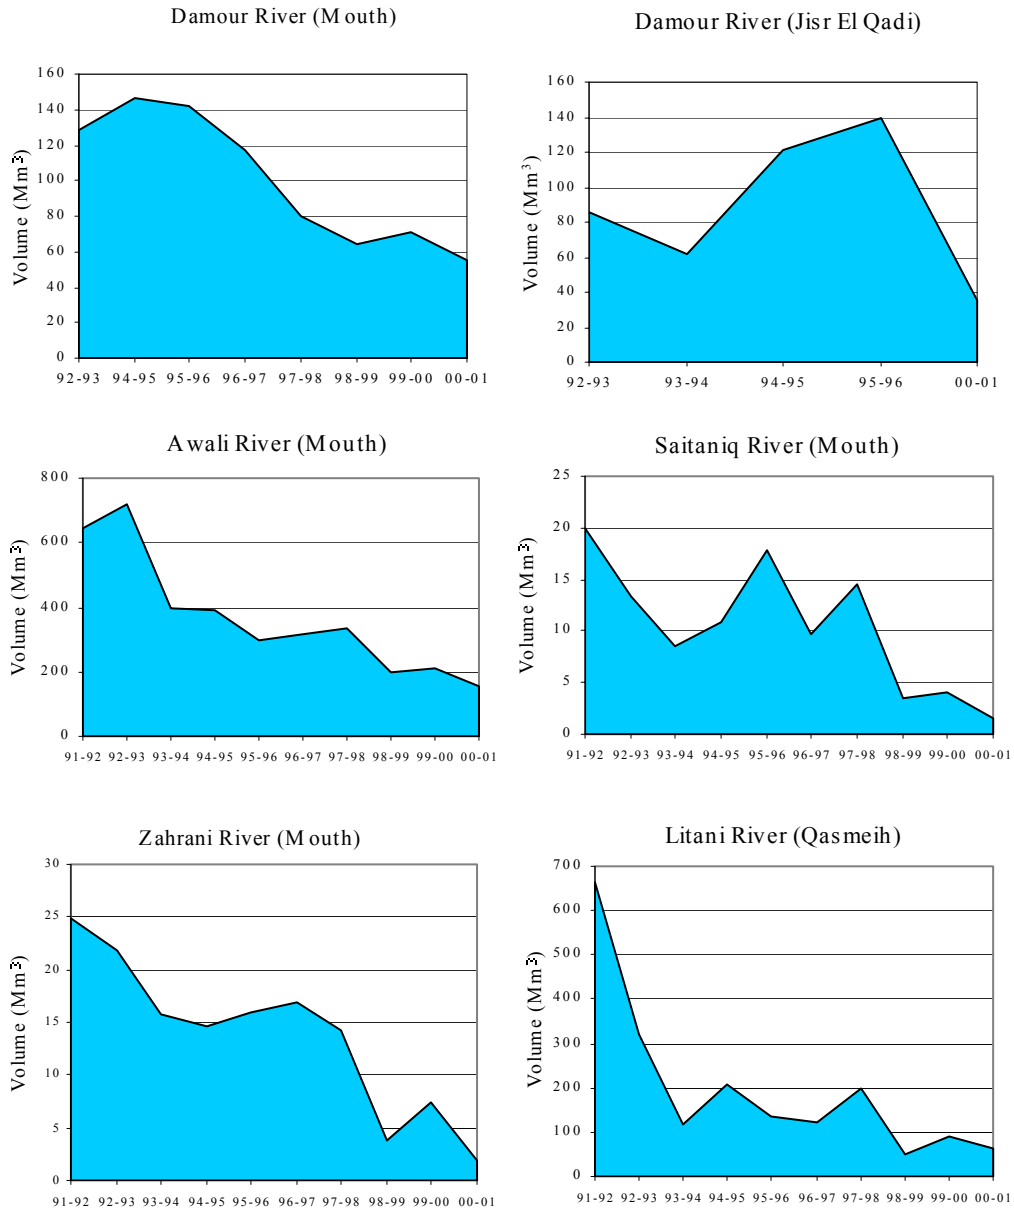 Damour River (Mouth)
Volume (Mm³)
160
140
120
100
80
60
40
20
0
92-93 94-95 95-96 96-97 97-98 98-99 99-00 00-01
Damour River (Jisr El Qadi)
Volume (Mm³)
160
140
120
100
80
60
40
20
0
92-93 93-94 94-95 95-96 00-01
Awali River (Mouth)
Volume (Mm³)
800
600
400
200
0
91-92 92-93 93-94 94-95 95-96 96-97 97-98 98-99 99-00 00-01
Saitaniq River (Mouth)
Volume (Mm³)
25
20
15
10
5
0
91-92 92-93 93-94 94-95 95-96 96-97 97-98 98-99 99-00 00-01
Zahrani River (Mouth)
Volume (Mm³)
30
25
20
15
10
5
0
91-92 92-93 93-94 94-95 95-96 96-97 97-98 98-99 99-00 00-01
Litani River (Qasmeih)
Volume (Mm³)
700
600
500
400
300
200
100
0
91-92 92-93 93-94 94-95 95-96 96-97 97-98 98-99 99-00 00-01